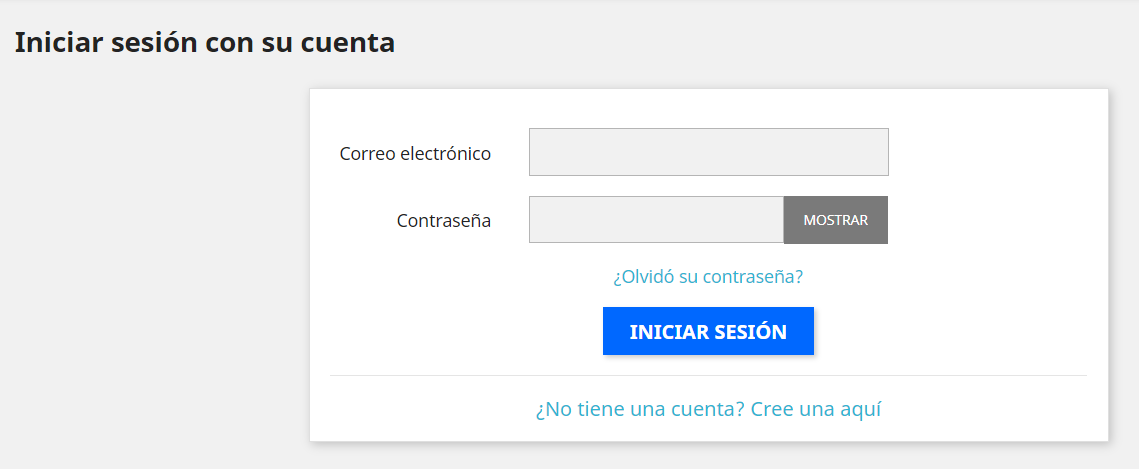 Iniciar sesión con su cuenta
Correo electrónico
Contraseña
MOSTRAR
¿Olvidó su contraseña?
INICIAR SESIÓN
¿No tiene una cuenta? Cree una aquí